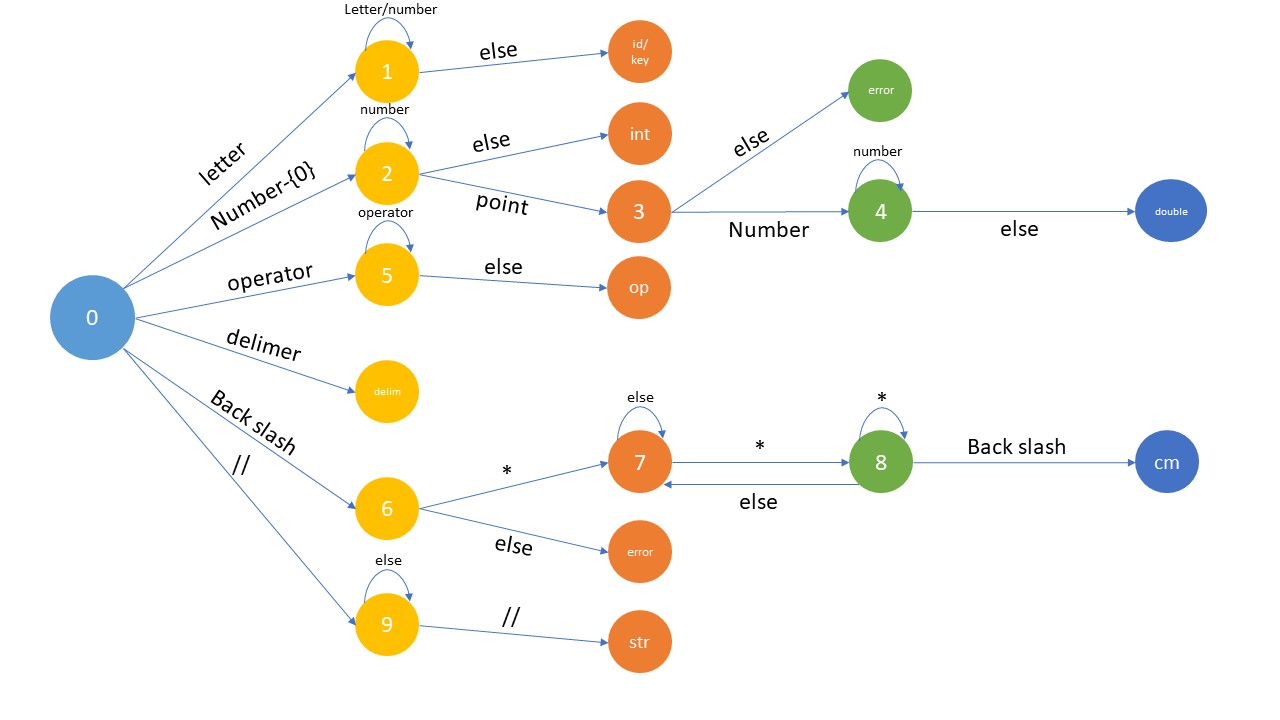 Letter/number
1
else
id/
key
letter
number
2
else
int
point
3
else
error
Number
number
4
else
double
Number-{0}
operator
5
else
op
operator
0
delimer
delim
Back slash
6
*
else
7
*
else
*
8
Back slash
cm
else
error
//
else
9
//
str